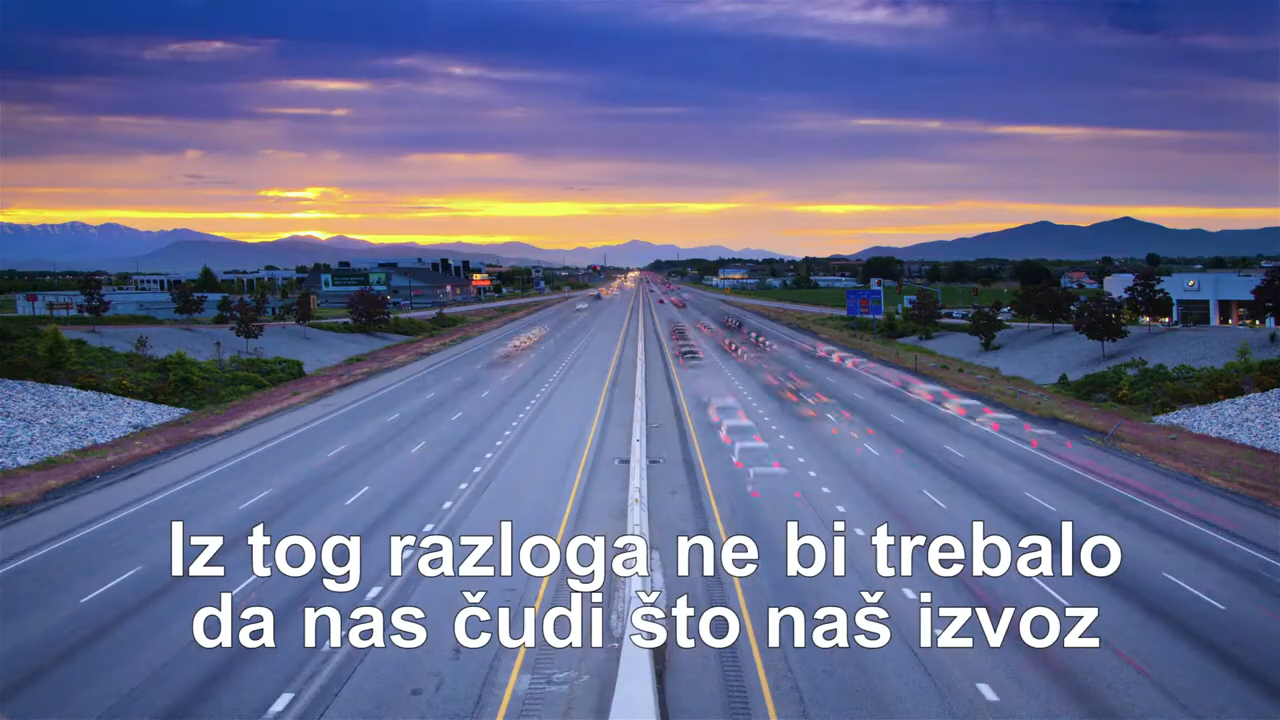 Iz tog razloga ne bi trebalo
da nas čudi što naš izvoz